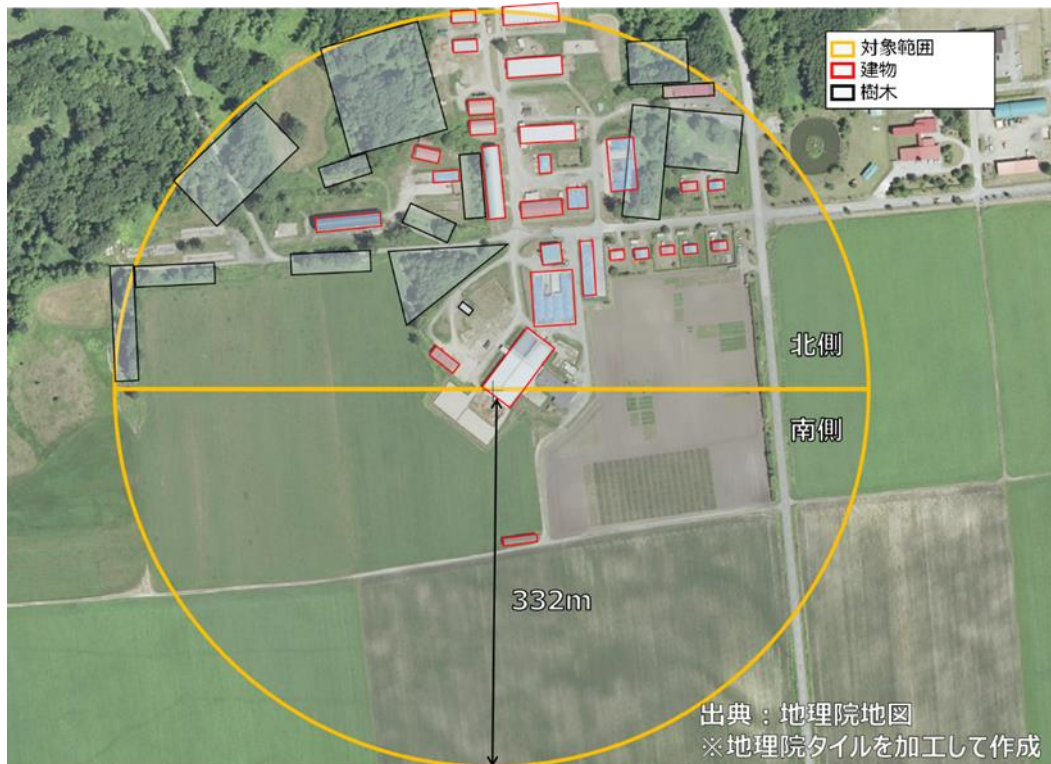 対象範囲
建物
樹木
北側
南側
332m
出典：地理院地図
※地理院タイルを加工して作成